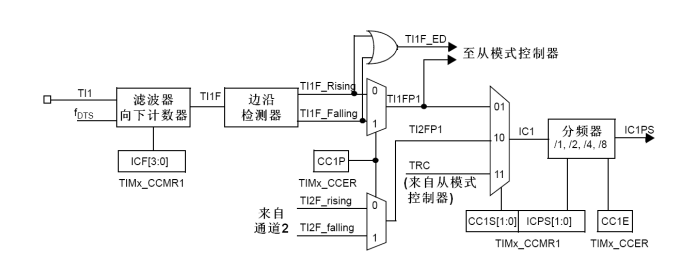 TI1F_ED
至从模式控制器
TI1
fDTS
滤波器
向下计数器
TI1F
边沿
检测器
TI1F_Rising
TI1F_Falling
0
1
TI1FP1
01
10
11
TI2FP1
TRC
(来自从模式
控制器)
IC1
分频器
/1, /2, /4, /8
IC1PS
ICF[3:0]
TIMx_CCMR1
CC1P
TIMx_CCER
来自
通道2
TI2F_rising
TI2F_falling
0
1
CC1S[1:0]
ICPS[1:0]
TIMx_CCMR1
CC1E
TIMx_CCER